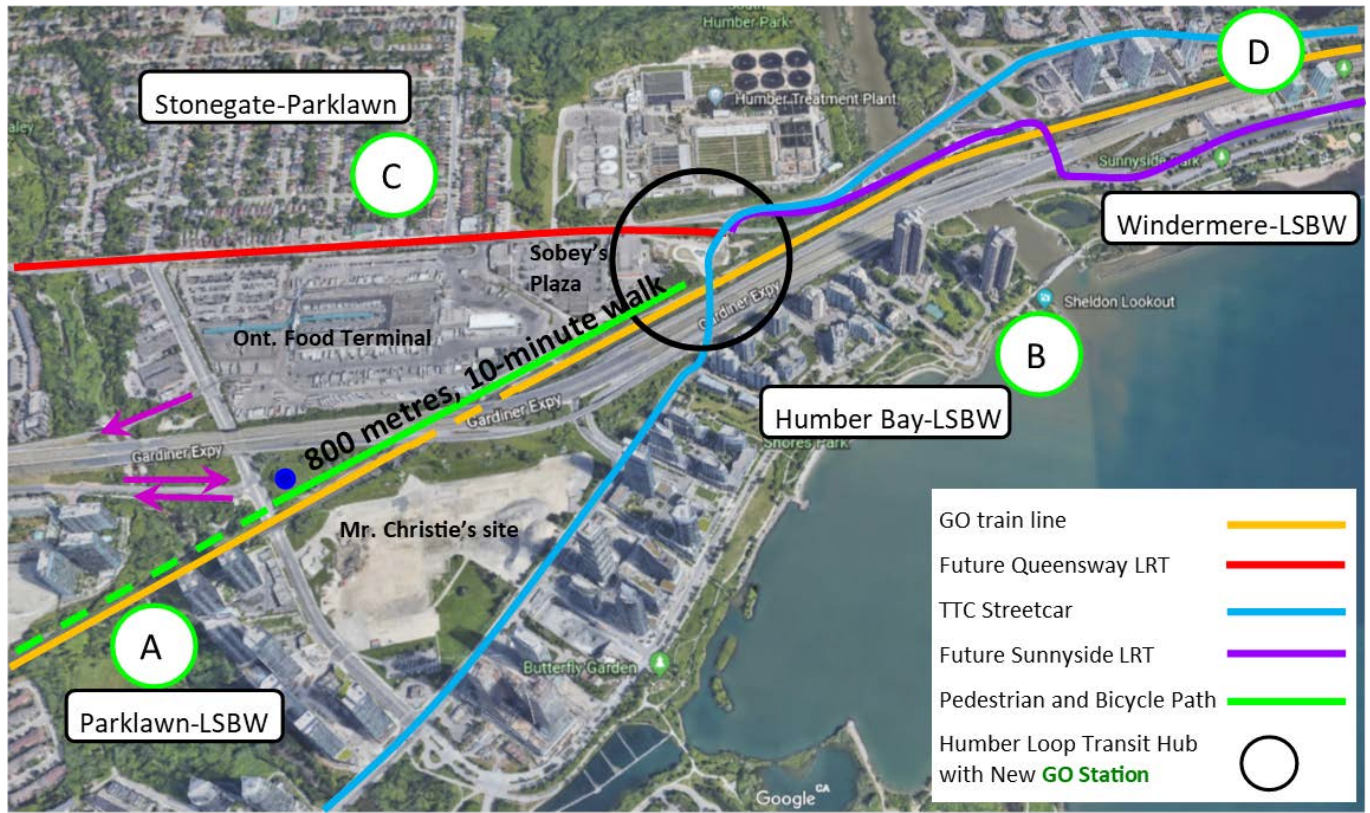 South
Humber Park
D
Stonegate-Parklawn
Humber Treatment Plant
C
Sunnyside Park
Windermere-LSBW
Sobey's
Plaza
Gardiner Expy
Sheldon Lookout
Ont. Food Terminal
800 metres, 10-minute walk
B
Gardiner Expy
Humber Bay-LSBW
Shores Park
Gardiner Expy
Mr. Christie's site
GO train line
Future Queensway LRT
TTC Streetcar
Future Sunnyside LRT
Pedestrian and Bicycle Path
Humber Loop Transit Hub
with New GO Station
A
Butterfly Garden
Parklawn-LSBW
Google
CA